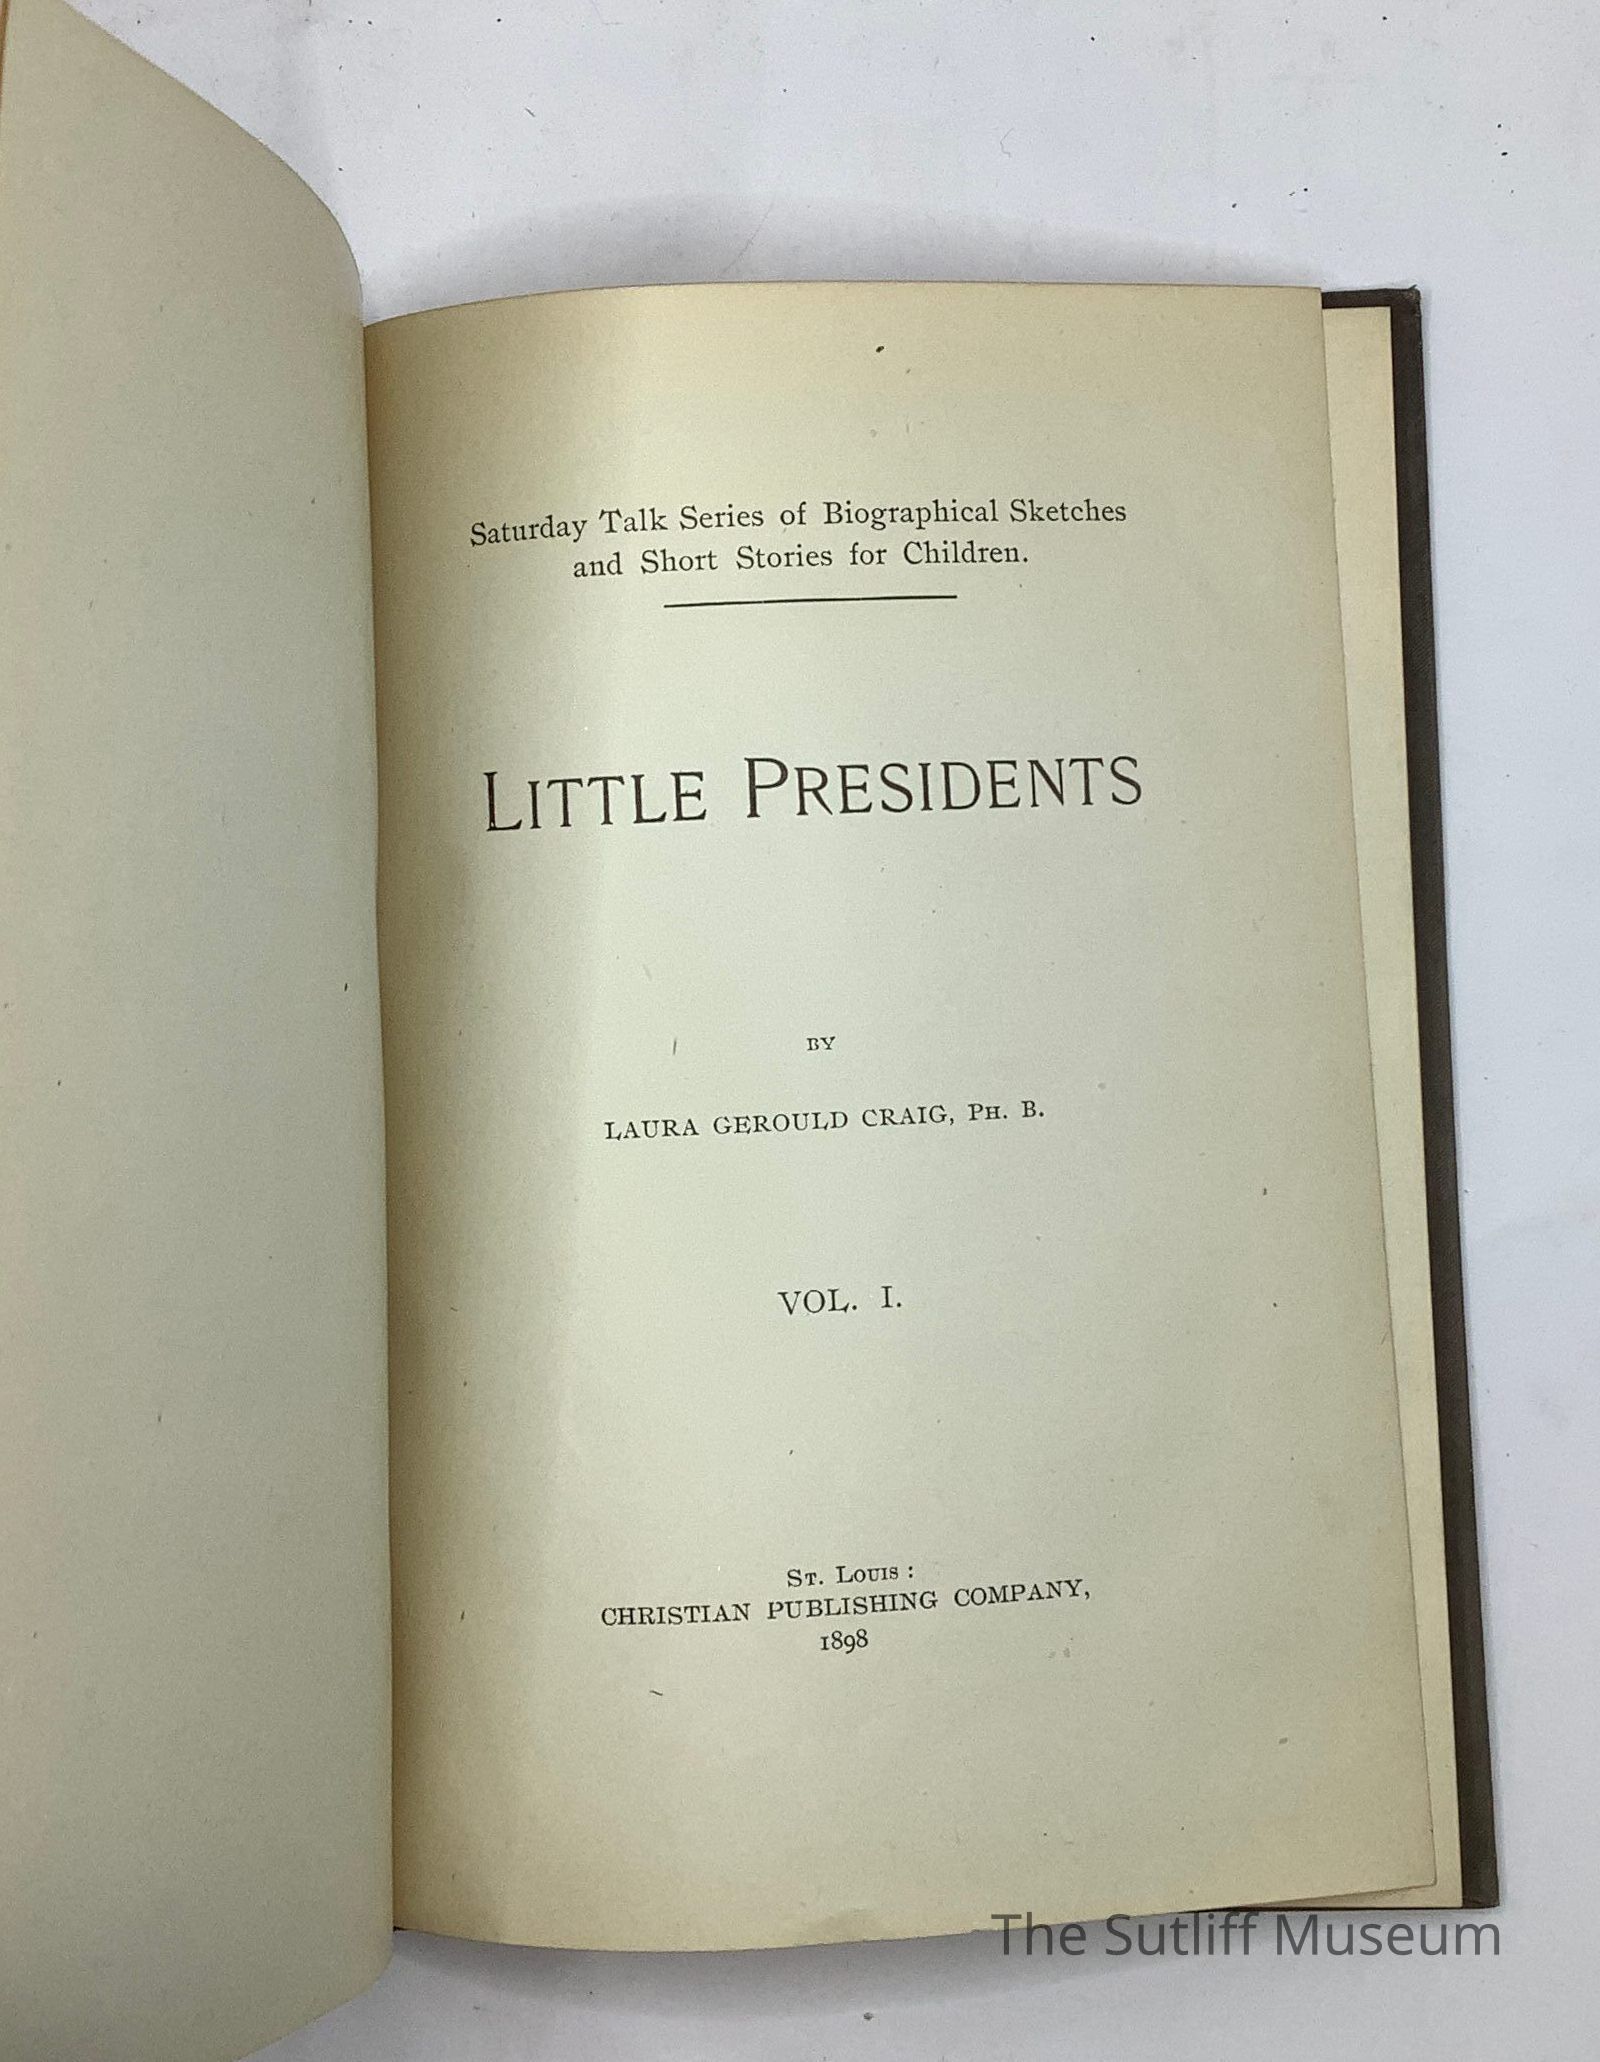 Saturday Talk Series of Biographical Sketches
and Short Stories for Children.
LITTLE PRESIDENTS
BY
LAURA GEROULD CRAIG, PH. B.
VOL. I.
ST. LOUIS:
CHRISTIAN PUBLISHING COMPANY,
1898
The Sutliff Museum